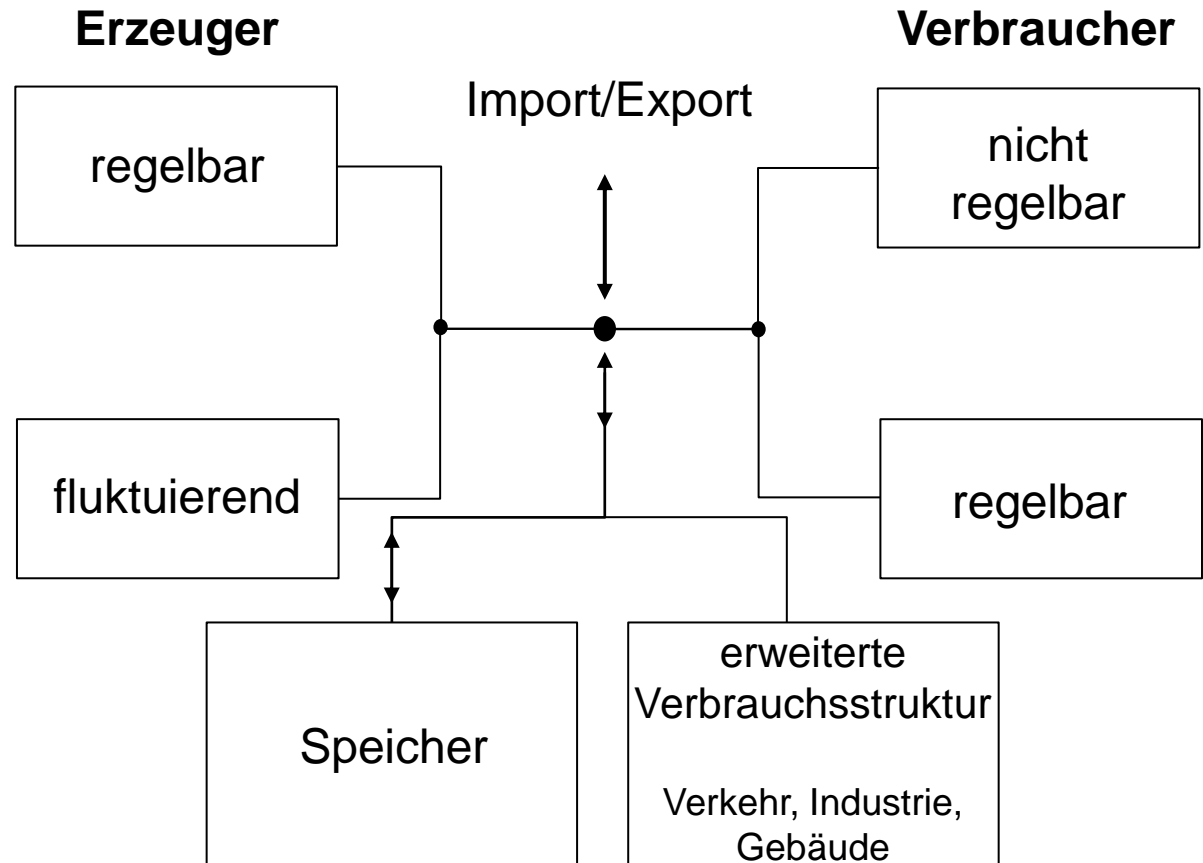 Erzeuger
Verbraucher
Import/Export
regelbar
nicht
regelbar
fluktuierend
regelbar
Speicher
erweiterte
Verbrauchsstruktur
Verkehr, Industrie,
Gebäude